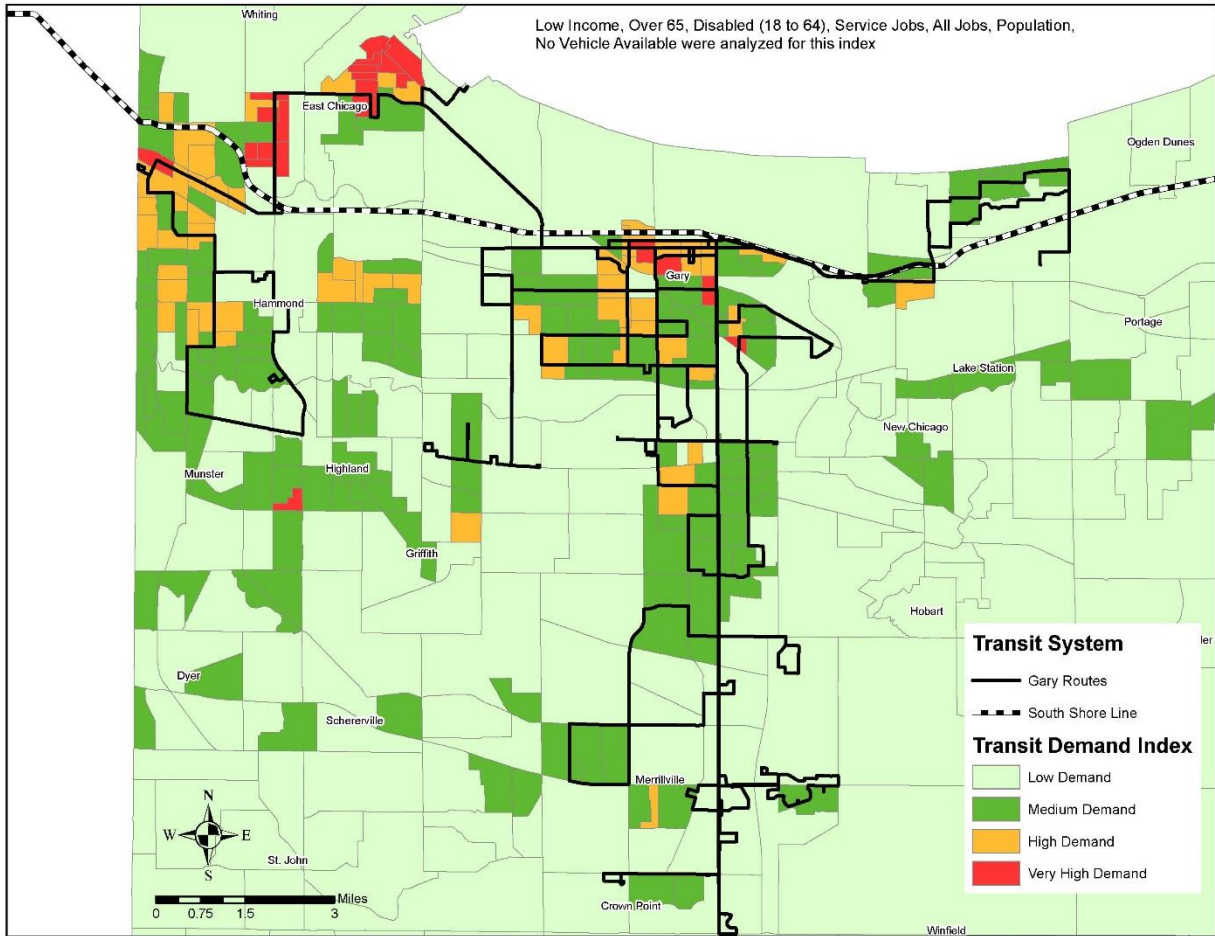 Low Income, Over 65, Disabled (18 to 64), Service Jobs, All Jobs, Population,
No Vehicle Available were analyzed for this index
Whiting
East Chicago
Ogden Dunes
Gary
Hammond
Portage
Lake Station
New Chicago
Munster
Highland
Griffith
Hobart
Dyer
Schererville
Merrillville
St. John
Crown Point
Winfield
N
W E
S
Miles
0 0.75 1.5 3
Transit System
Gary Routes
South Shore Line
Transit Demand Index
Low Demand
Medium Demand
High Demand
Very High Demand